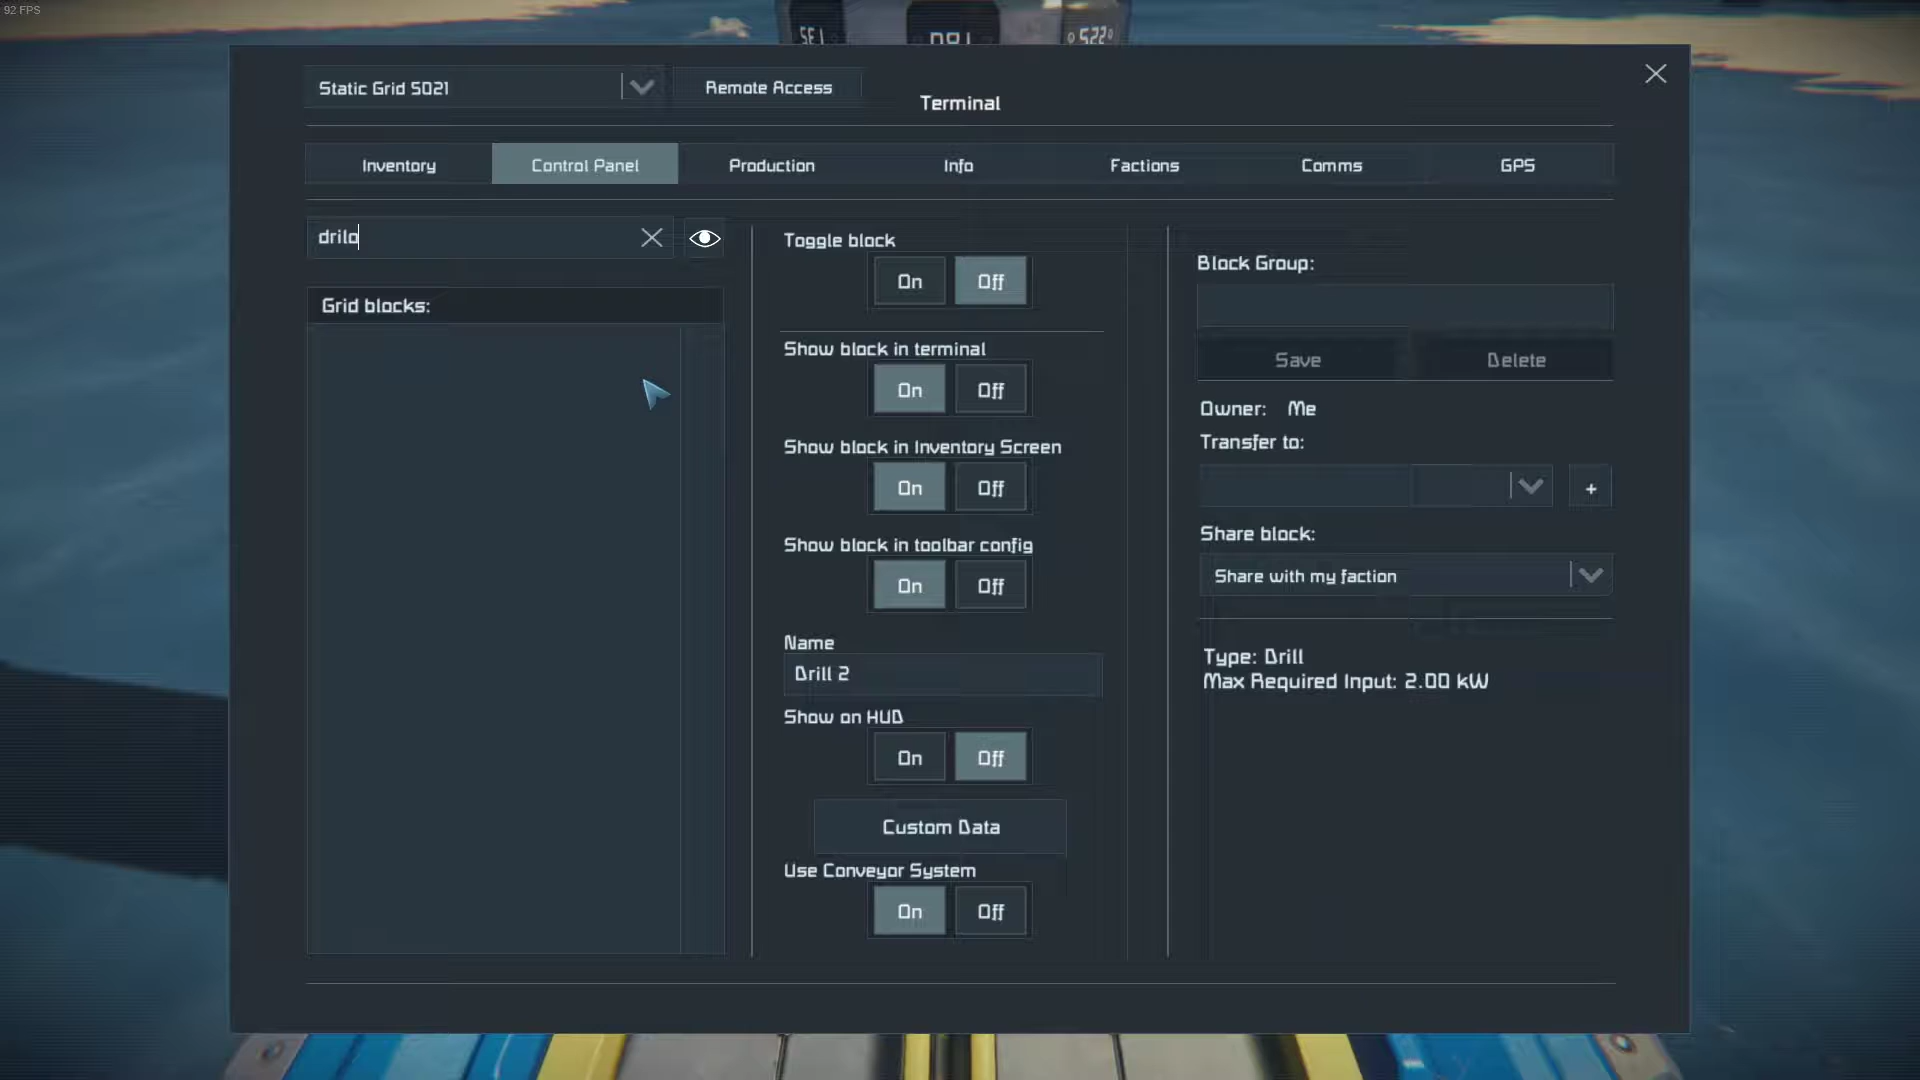 92 FPS
Static Grid 5021
Remote Access
Terminal
Inventory
Control Panel
Production
Info
Factions
Comms
GPS
drilo
Grid blocks:
Toggle block
On
Off
Show block in terminal
On
Off
Show block in Inventory Screen
On
Off
Show block in toolbar config
On
Off
Name
Drill 2
Show on HUD
On
Off
Custom Data
Use Conveyor System
On
Off
Block Group:
Save
Delete
Owner: Me
Transfer to:
+
Share block:
Share with my faction
Type: Drill
Max Required Input: 2.00 kW